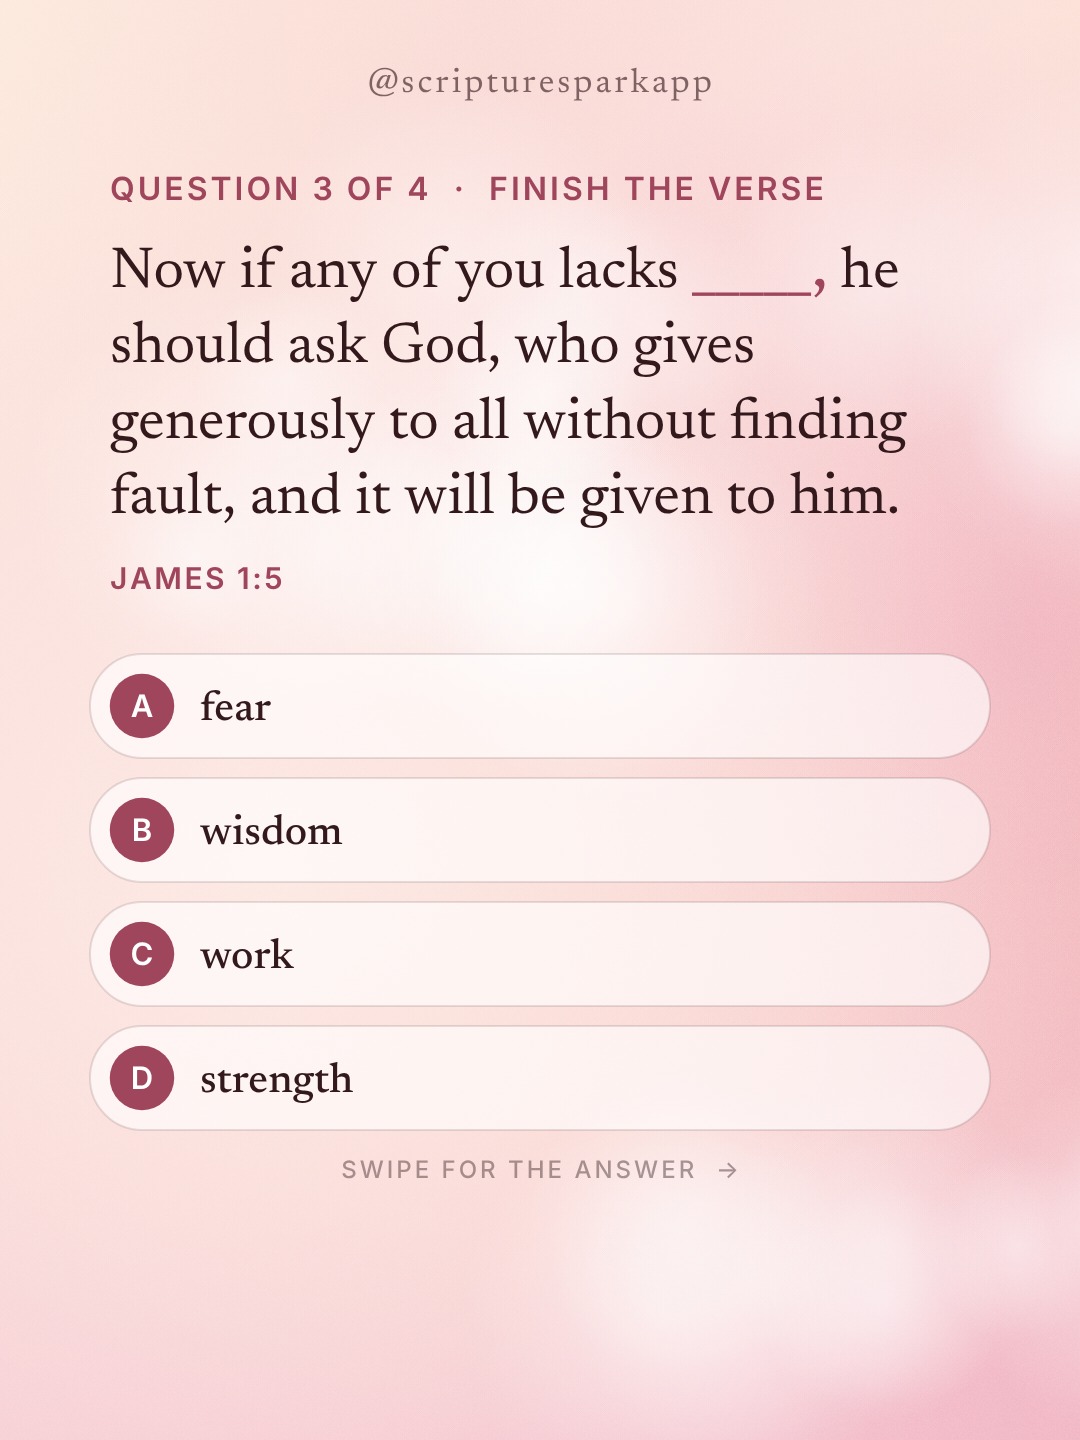 @scripturesparkapp
QUESTION 3 OF 4 · FINISH THE VERSE
Now if any of you lacks _____, he
should ask God, who gives
generously to all without finding
fault, and it will be given to him.
JAMES 1:5
A fear
B wisdom
C work
D strength
SWIPE FOR THE ANSWER →